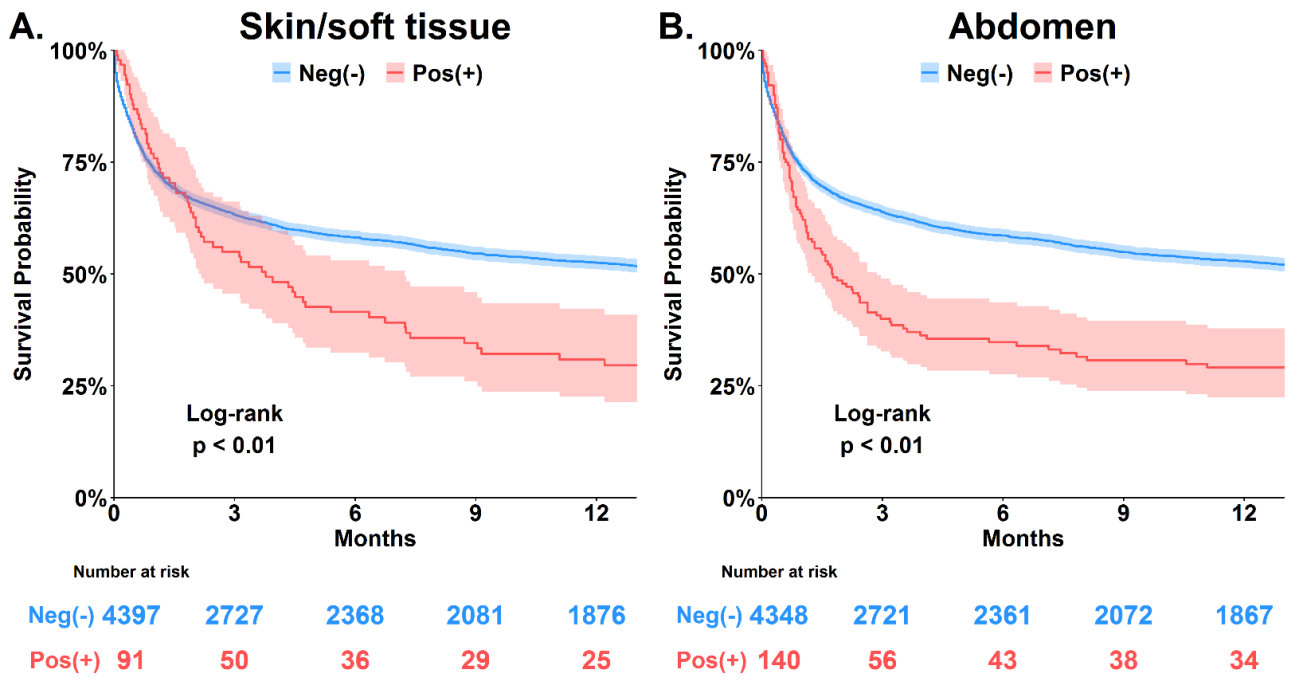 A. Skin/soft tissue
Neg(-) Pos(+)
100%
75%
50%
25%
0%
Survival Probability
Log-rank
p < 0.01
0 3 6 9 12
Months
Number at risk
Neg(-) 4397 2727 2368 2081 1876
Pos(+) 91 50 36 29 25
B. Abdomen
Neg(-) Pos(+)
100%
75%
50%
25%
0%
Survival Probability
Log-rank
p < 0.01
0 3 6 9 12
Months
Number at risk
Neg(-) 4348 2721 2361 2072 1867
Pos(+) 140 56 43 38 34